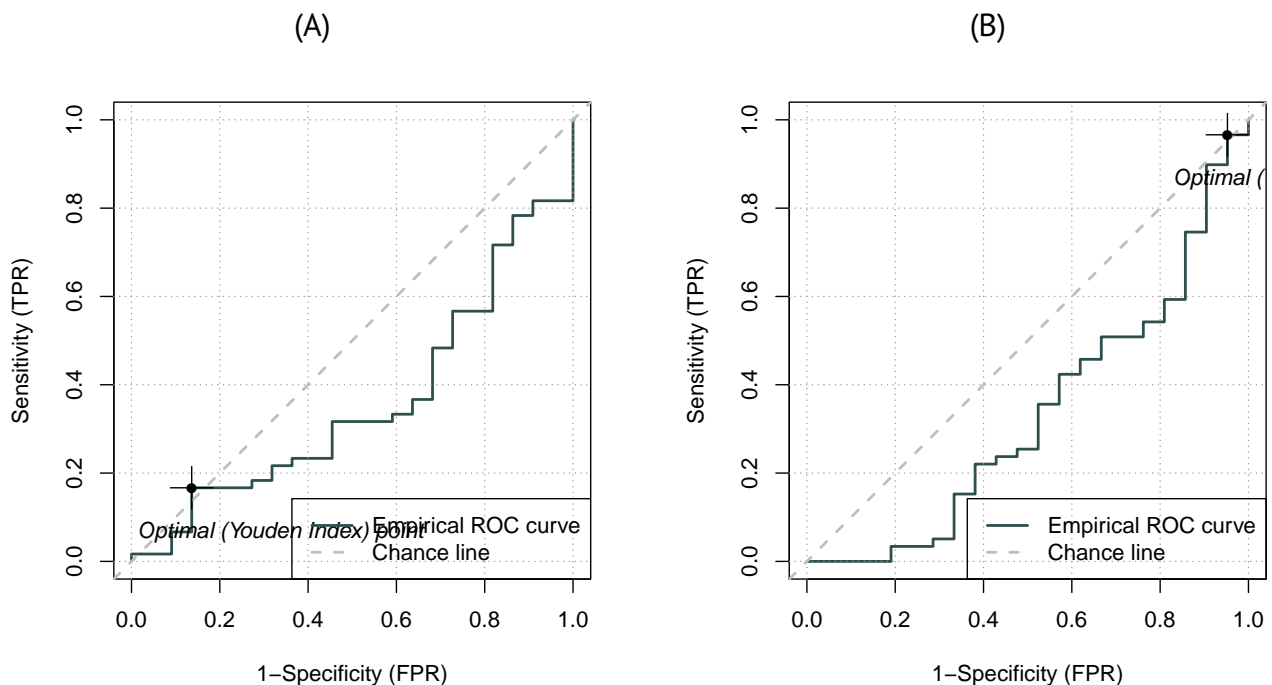 (A)
Sensitivity (TPR)
1.0
0.8
0.6
0.4
0.2
0.0
Optimal (Youden Index) point
Empirical ROC curve
Chance line
0.0 0.2 0.4 0.6 0.8 1.0
1−Specificity (FPR)
(B)
Sensitivity (TPR)
1.0
0.8
0.6
0.4
0.2
0.0
Optimal (
Empirical ROC curve
Chance line
0.0 0.2 0.4 0.6 0.8 1.0
1−Specificity (FPR)